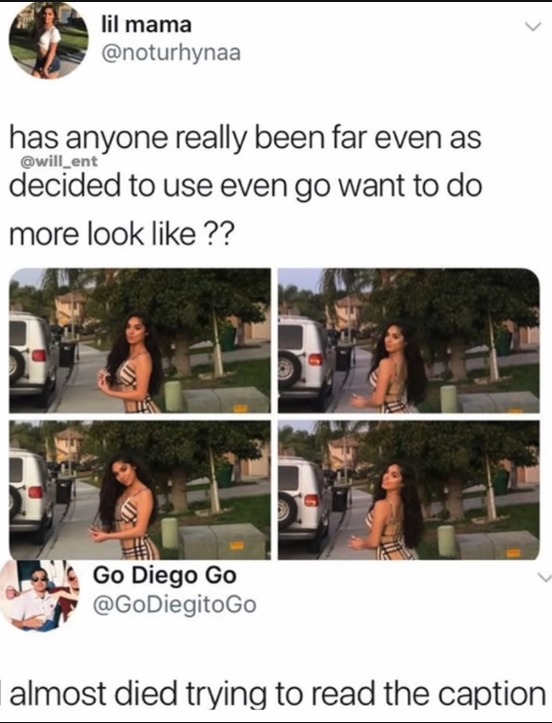 lil mama
@noturhynaa
has anyone really been far even as
@will_ent
decided to use even go want to do
more look like ??
Go Diego Go
@GoDiegitoGo
I almost died trying to read the caption